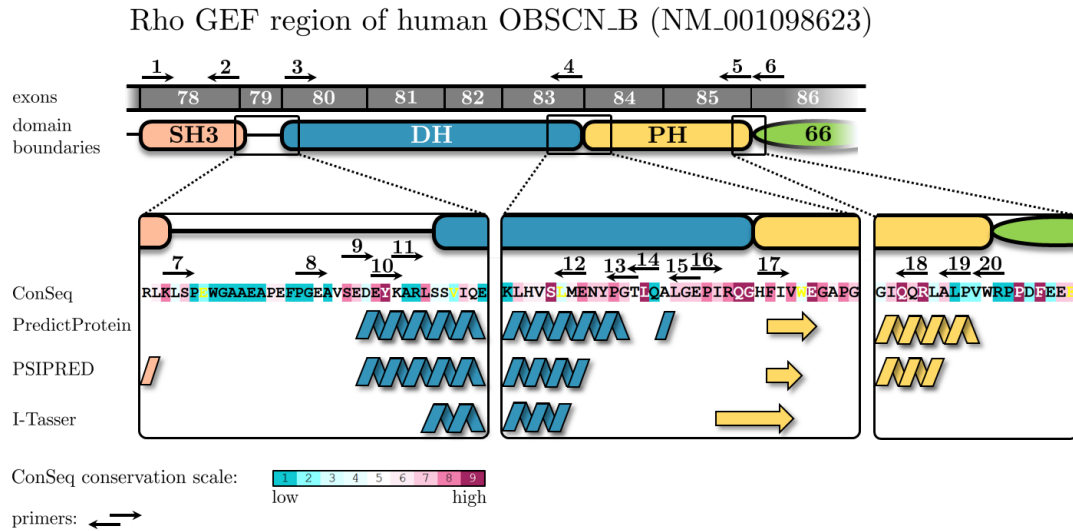 Rho GEF region of human OBSCN_B (NM_001098623)
1 2 3 4 5 6
exons 78 79 80 81 82 83 84 85 86
domain boundaries SH3 DH PH 66
7 8 9 10 11 12 13 14 15 16 17 18 19 20
ConSeq RLKLSPEWGAAEAPEFPGEAVSEDEYKARLSSVIQE KLHVSLMENYPGTLQALGEPIRQGHFIVWEGAPG GIQQRLALPVWRPPDFEEL
PredictProtein
PSIPRED
I-Tasser
ConSeq conservation scale: 1 2 3 4 5 6 7 8 9
low high
primers: